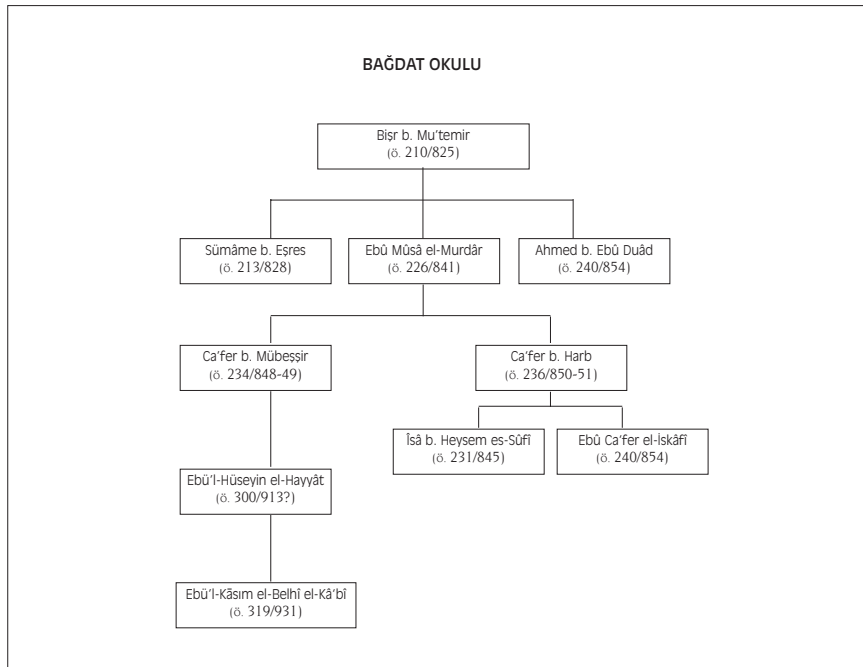 BAĞDAT OKULU
Bişr b. Mu'temir
(ö. 210/825)
Sümâme b. Eşres
(ö. 213/828)
Ebû Mûsâ el-Murdâr
(ö. 226/841)
Ahmed b. Ebû Duâd
(ö. 240/854)
Ca'fer b. Mübeşşir
(ö. 234/848-49)
Ca'fer b. Harb
(ö. 236/850-51)
Îsâ b. Heysem es-Sûfî
(ö. 231/845)
Ebû Ca'fer el-İskâfî
(ö. 240/854)
Ebü'l-Hüseyin el-Hayyât
(ö. 300/913?)
Ebü'l-Kāsım el-Belhî el-Kâ'bî
(ö. 319/931)